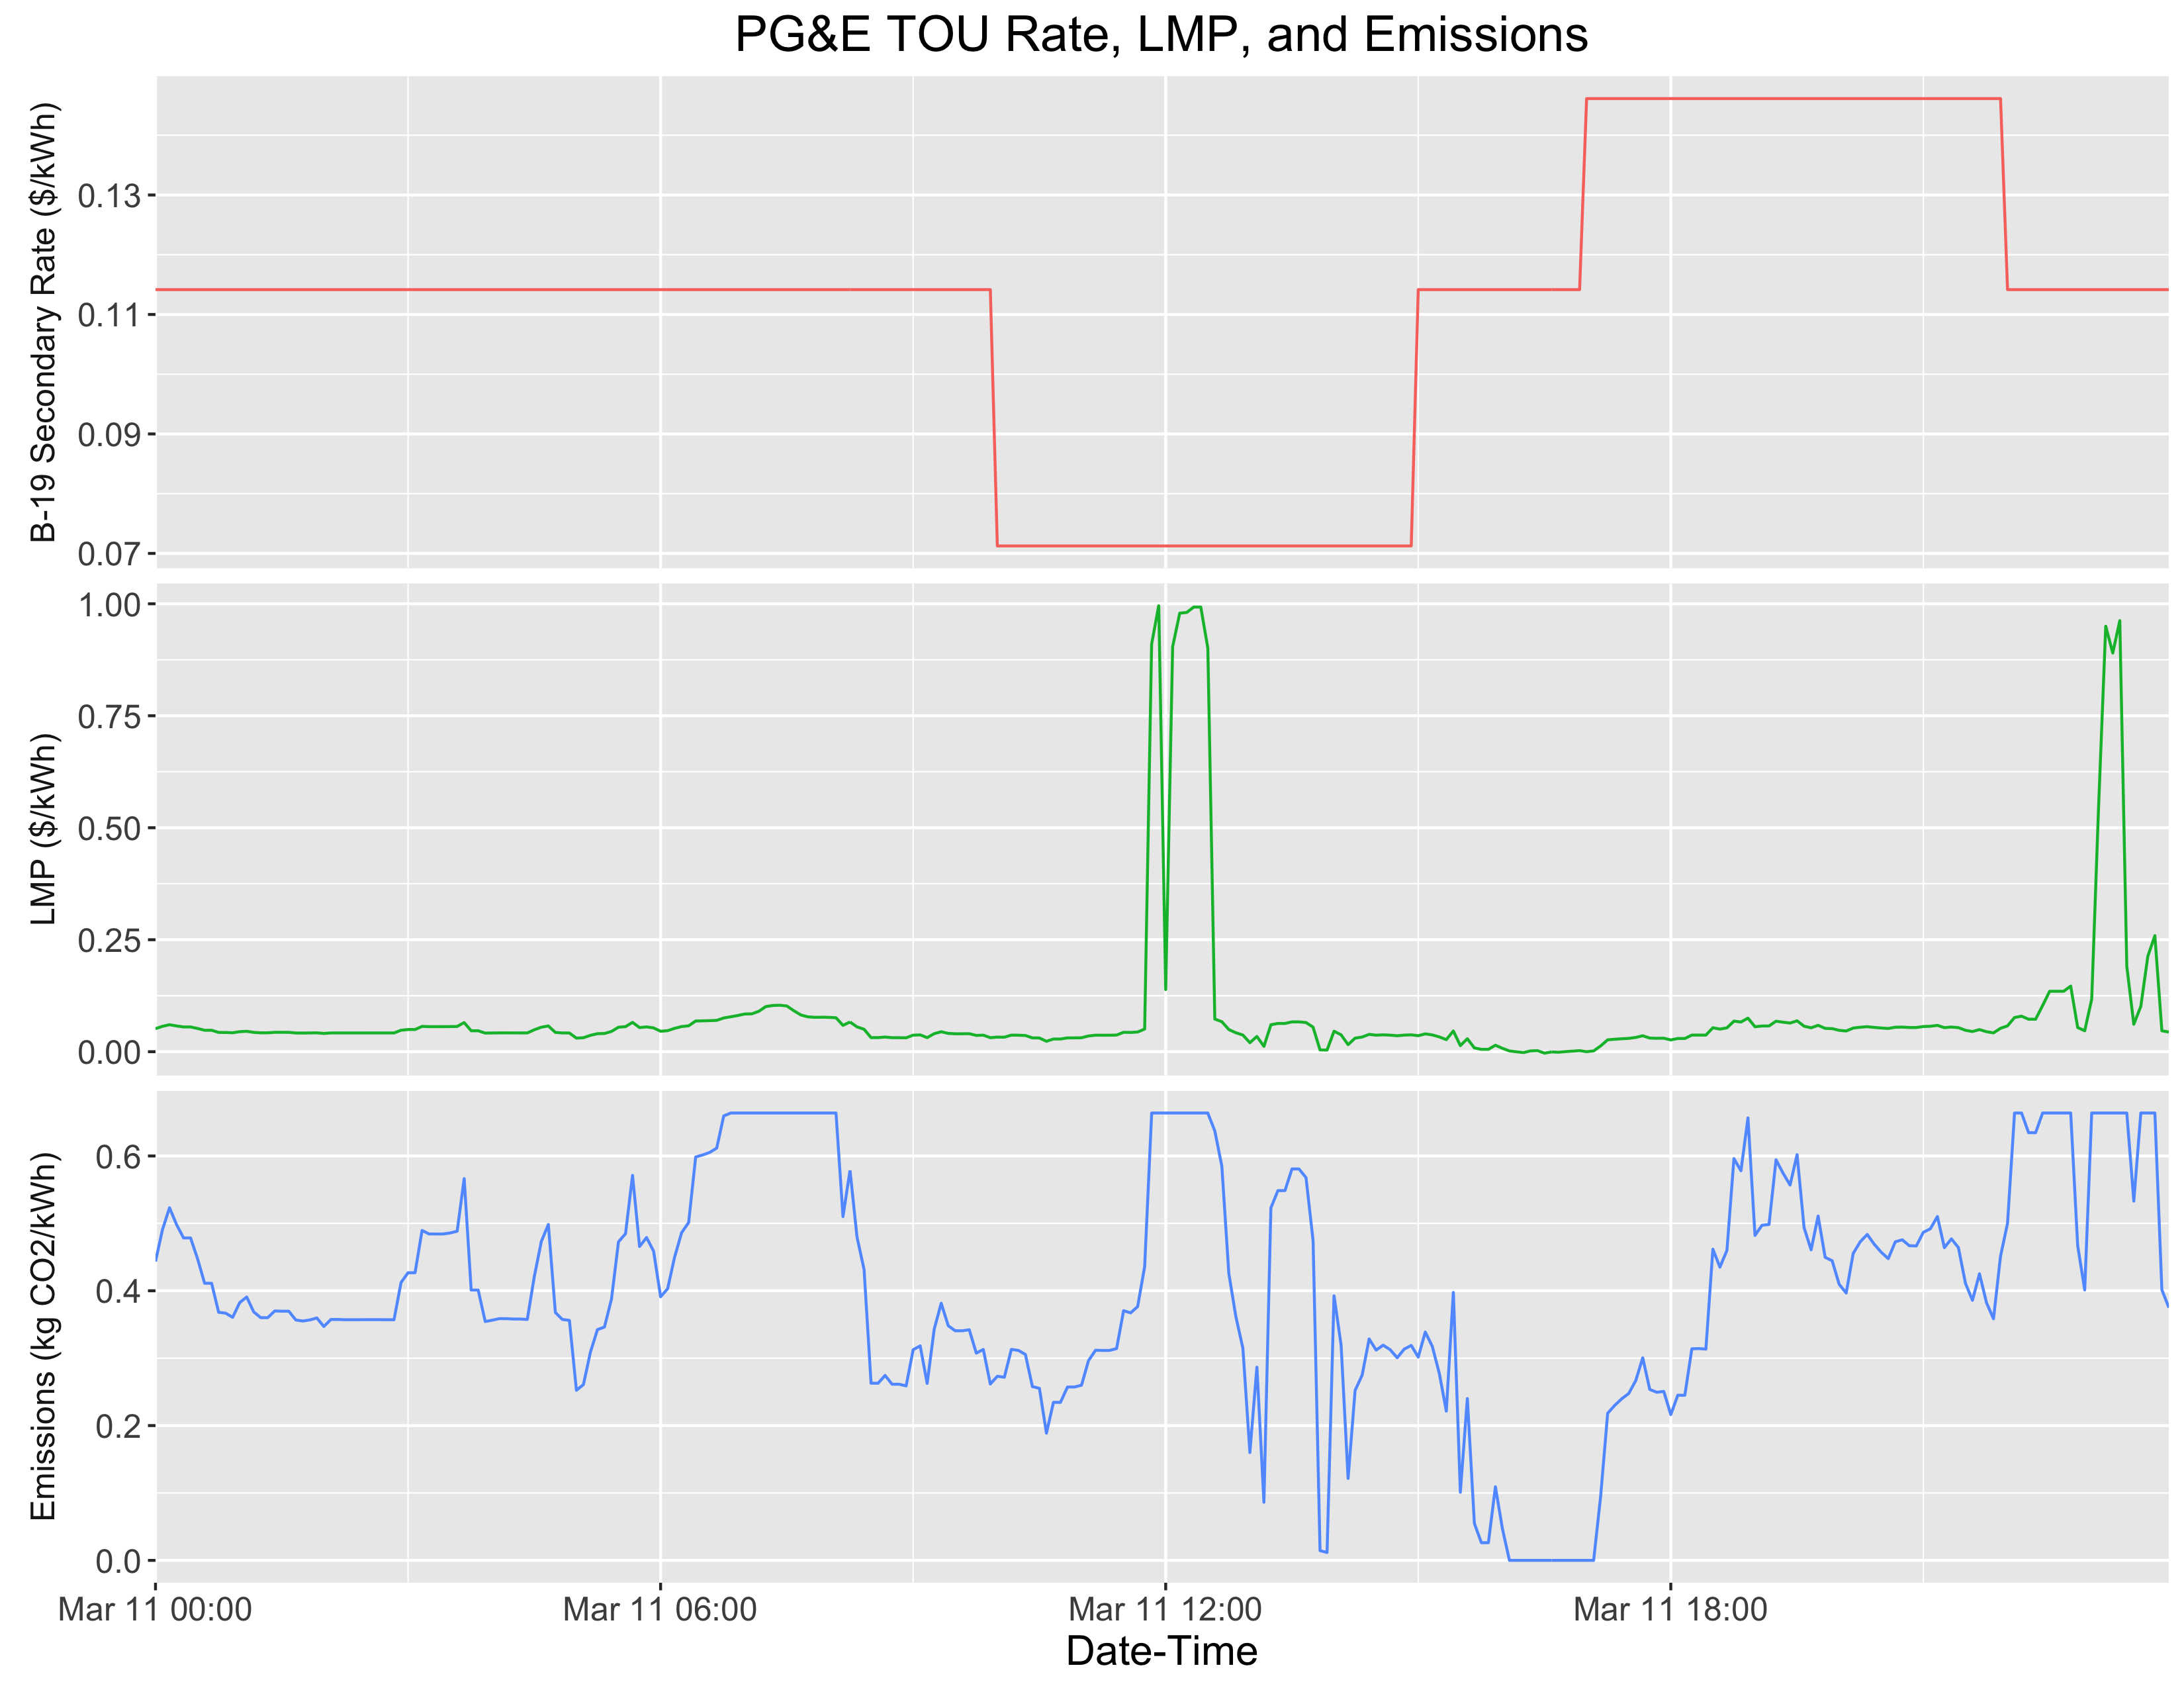 PG&E TOU Rate, LMP, and Emissions
B-19 Secondary Rate ($/kWh)
0.13
0.11
0.09
0.07
LMP ($/kWh)
1.00
0.75
0.50
0.25
0.00
Emissions (kg CO2/kWh)
0.6
0.4
0.2
0.0
Mar 11 00:00 Mar 11 06:00 Mar 11 12:00 Mar 11 18:00
Date-Time